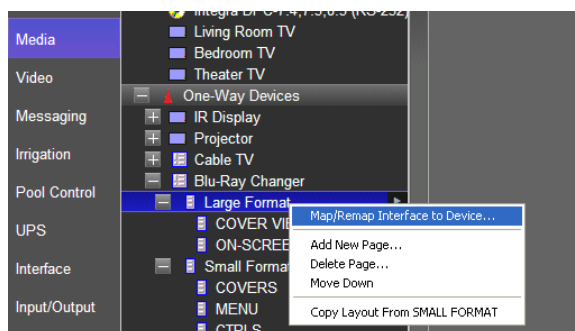 Integra DPC-7.4,7.5,8.5 (RS-232)
Media
Living Room TV
Bedroom TV
Video
Theater TV
One-Way Devices
Messaging
IR Display
Projector
Irrigation
Cable TV
Blu-Ray Changer
Pool Control
Large Format
Map/Remap Interface to Device...
UPS
COVER VIE
ON-SCREE
Add New Page...
Delete Page...
Interface
Small Format
Move Down
COVERS
Input/Output
MENU
Copy Layout From SMALL FORMAT
CTRLS